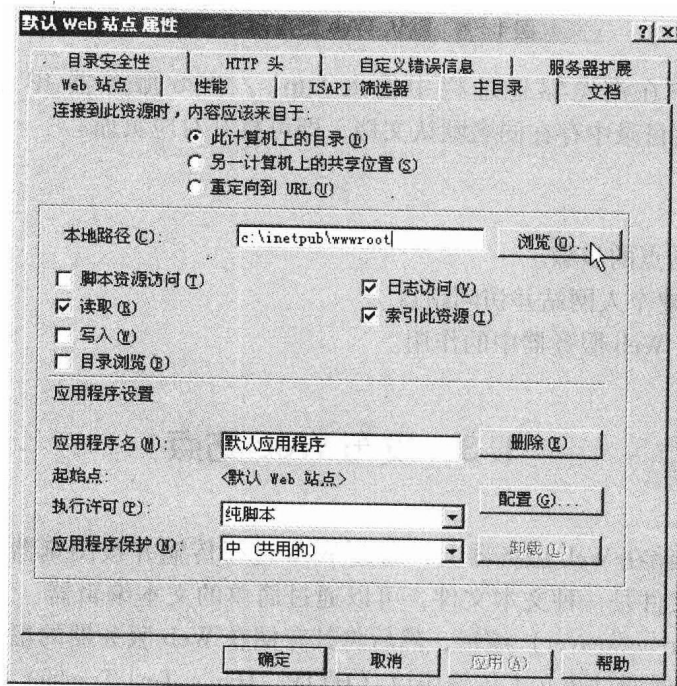 默认 Web 站点 属性
目录安全性 HTTP 头 自定义错误信息 服务器扩展
Web 站点 性能 ISAPI 筛选器 主目录 文档
连接到此资源时，内容应该来自于:
此计算机上的目录(D)
另一计算机上的共享位置(S)
重定向到 URL(U)
本地路径(C): c:\inetpub\wwwroot 浏览(O)...
脚本资源访问(T) 日志访问(V)
读取(R) 索引此资源(I)
写入(W)
目录浏览(B)
应用程序设置
应用程序名(M): 默认应用程序 删除(E)
起始点: <默认 Web 站点>
配置(G)...
执行许可(P): 纯脚本
应用程序保护(N): 中 (共用的) 卸载(L)
确定 取消 应用(A) 帮助